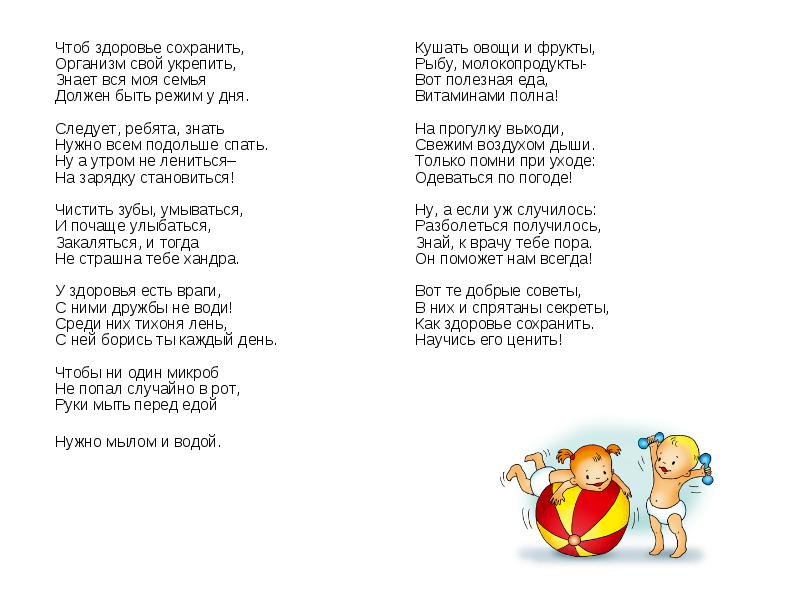 Чтоб здоровье сохранить,
Организм свой укрепить,
Знает вся моя семья
Должен быть режим у дня.
Следует, ребята, знать
Нужно всем подольше спать.
Ну а утром не лениться–
На зарядку становиться!
Чистить зубы, умываться,
И почаще улыбаться,
Закаляться, и тогда
Не страшна тебе хандра.
У здоровья есть враги,
С ними дружбы не води!
Среди них тихоня лень,
С ней борись ты каждый день.
Чтобы ни один микроб
Не попал случайно в рот,
Руки мыть перед едой
Нужно мылом и водой.
Кушать овощи и фрукты,
Рыбу, молокопродукты-
Вот полезная еда,
Витаминами полна!
На прогулку выходи,
Свежим воздухом дыши.
Только помни при уходе:
Одеваться по погоде!
Ну, а если уж случилось:
Разболеться получилось,
Знай, к врачу тебе пора.
Он поможет нам всегда!
Вот те добрые советы,
В них и спрятаны секреты,
Как здоровье сохранить.
Научись его ценить!